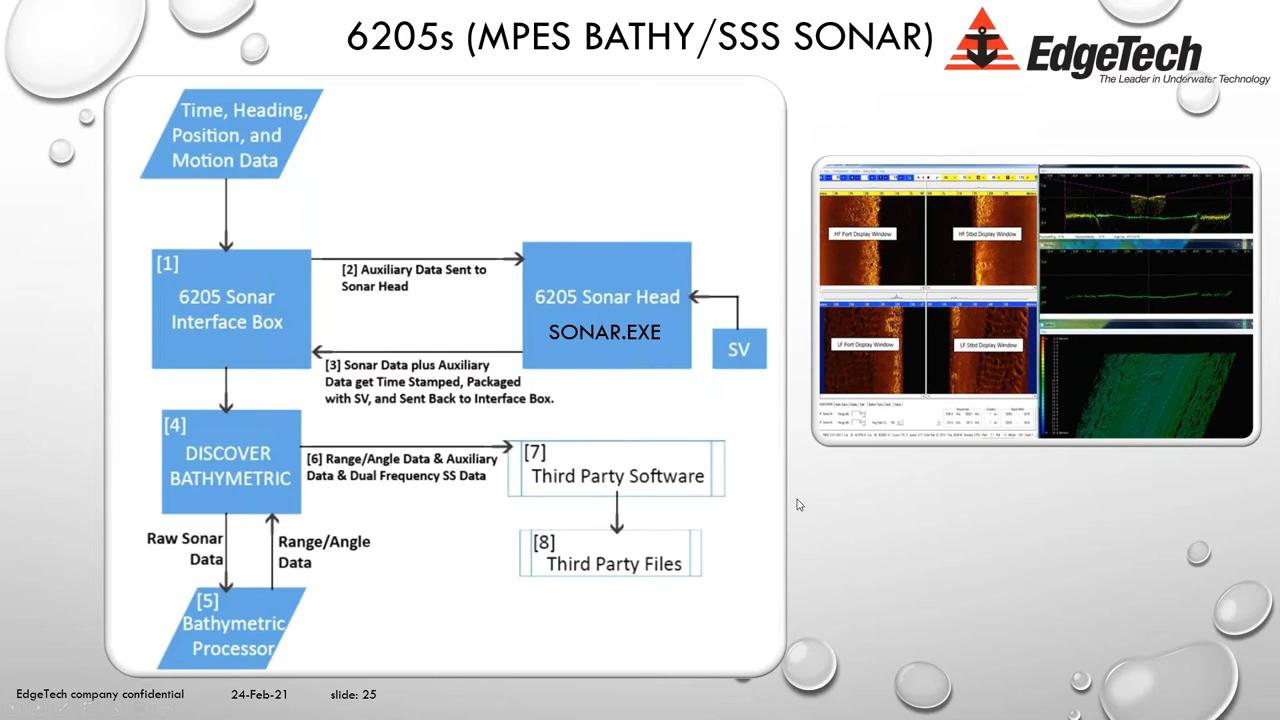 6205s (MPES BATHY/SSS SONAR)
EdgeTech
The Leader in Underwater Technology
Time, Heading,
Position, and
Motion Data
[1]
6205 Sonar
Interface Box
[2] Auxiliary Data Sent to
Sonar Head
6205 Sonar Head
SONAR.EXE
SV
[3] Sonar Data plus Auxiliary
Data get Time Stamped, Packaged
with SV, and Sent Back to Interface Box.
[4]
DISCOVER
BATHYMETRIC
[6] Range/Angle Data & Auxiliary
Data & Dual Frequency SS Data
[7]
Third Party Software
[8]
Third Party Files
Raw Sonar
Data
Range/Angle
Data
[5]
Bathymetric
Processor
HF Port Display Window
HF Stbd Display Window
LF Port Display Window
LF Stbd Display Window
EdgeTech company confidential
24-Feb-21
slide: 25